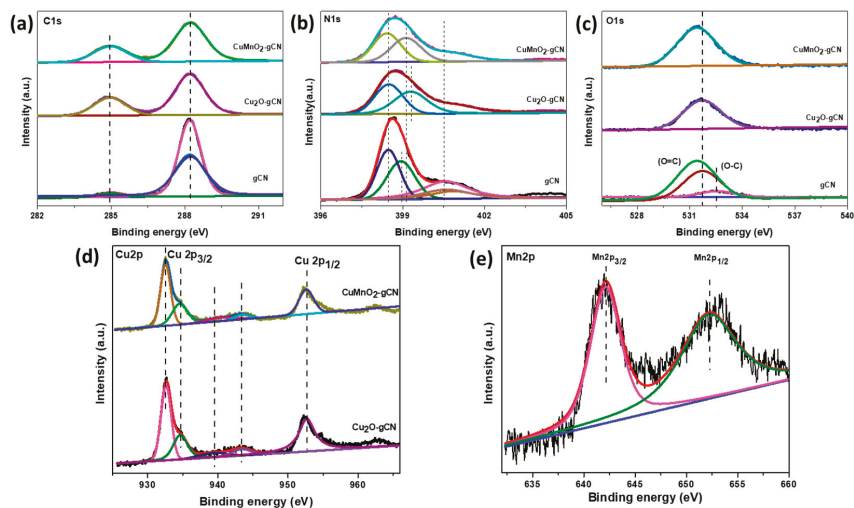 (a)
C1s
CuMnO2-gCN
Cu2O-gCN
gCN
Intensity (a.u.)
282 285 288 291
Binding energy (eV)
(b)
N1s
CuMnO2-gCN
Cu2O-gCN
gCN
Intensity(a.u.)
396 399 402 405
Binding energy (eV)
(c)
O1s
CuMnO2-gCN
Cu2O-gCN
(O=C)
(O-C)
gCN
Intensity (a.u.)
528 531 534 537 540
Binding energy (eV)
(d)
Cu2p
Cu 2p3/2
Cu 2p1/2
CuMnO2-gCN
Cu2O-gCN
Intensity (a.u.)
930 940 950 960
Binding energy (eV)
(e)
Mn2p
Mn2p3/2
Mn2p1/2
Intensity (a.u.)
635 640 645 650 655 660
Binding energy (eV)